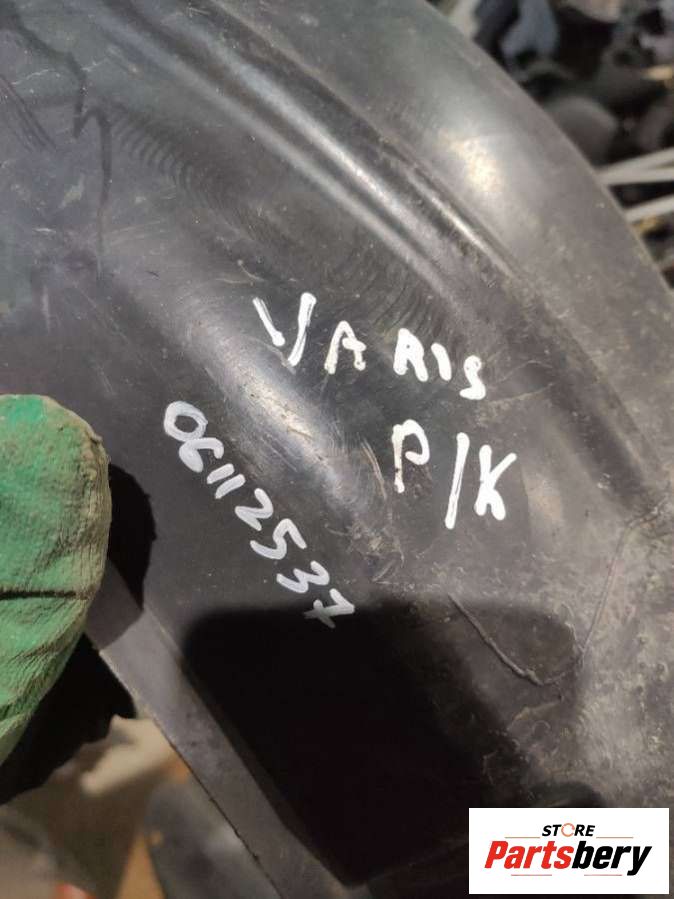 VARIS
P/K
06112537
STORE
Partsbery